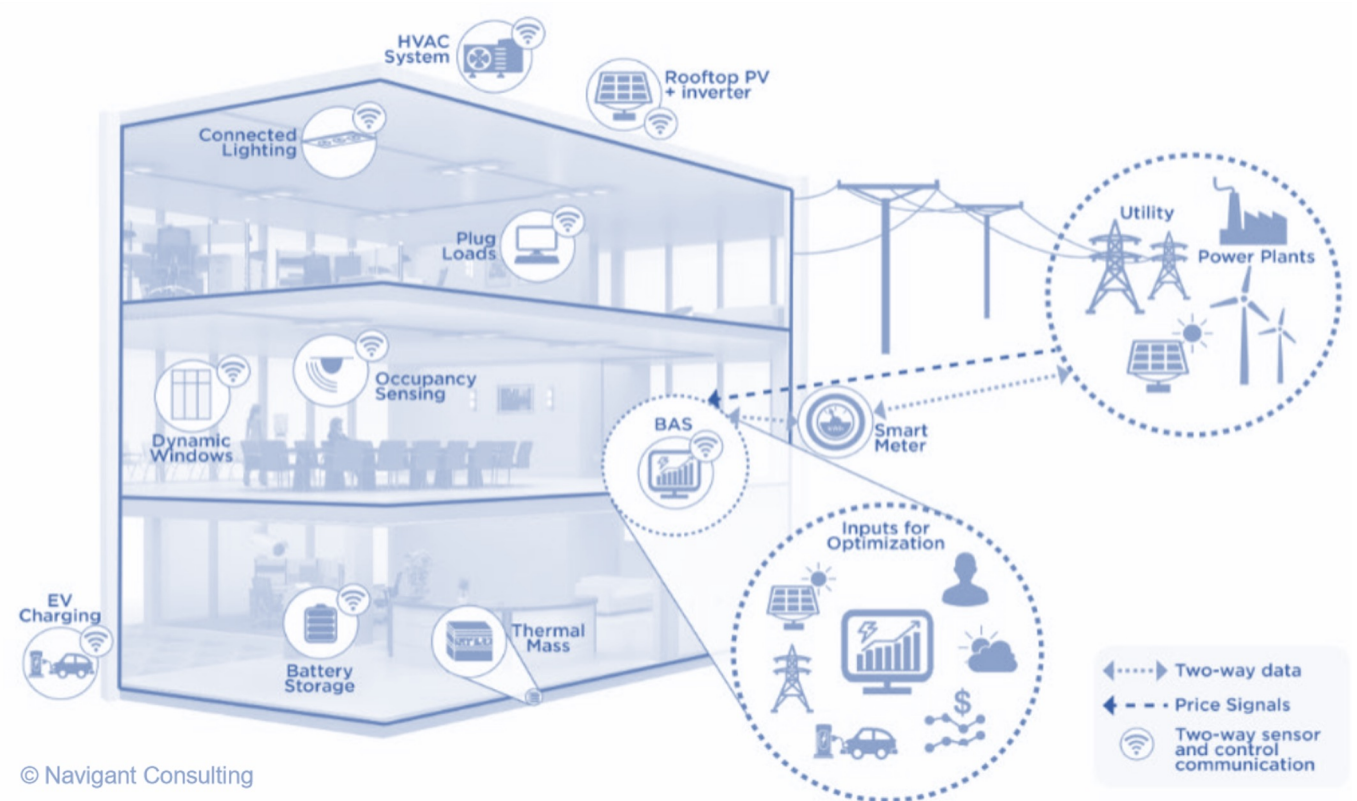 HVAC
System
Rooftop PV
+ inverter
Connected
Lighting
Plug
Loads
Utility
Power Plants
Occupancy
Sensing
Dynamic
Windows
BAS
Smart
Meter
Inputs for
Optimization
$
EV
Charging
Battery
Storage
Thermal
Mass
Two-way data
Price Signals
Two-way sensor
and control
communication
© Navigant Consulting